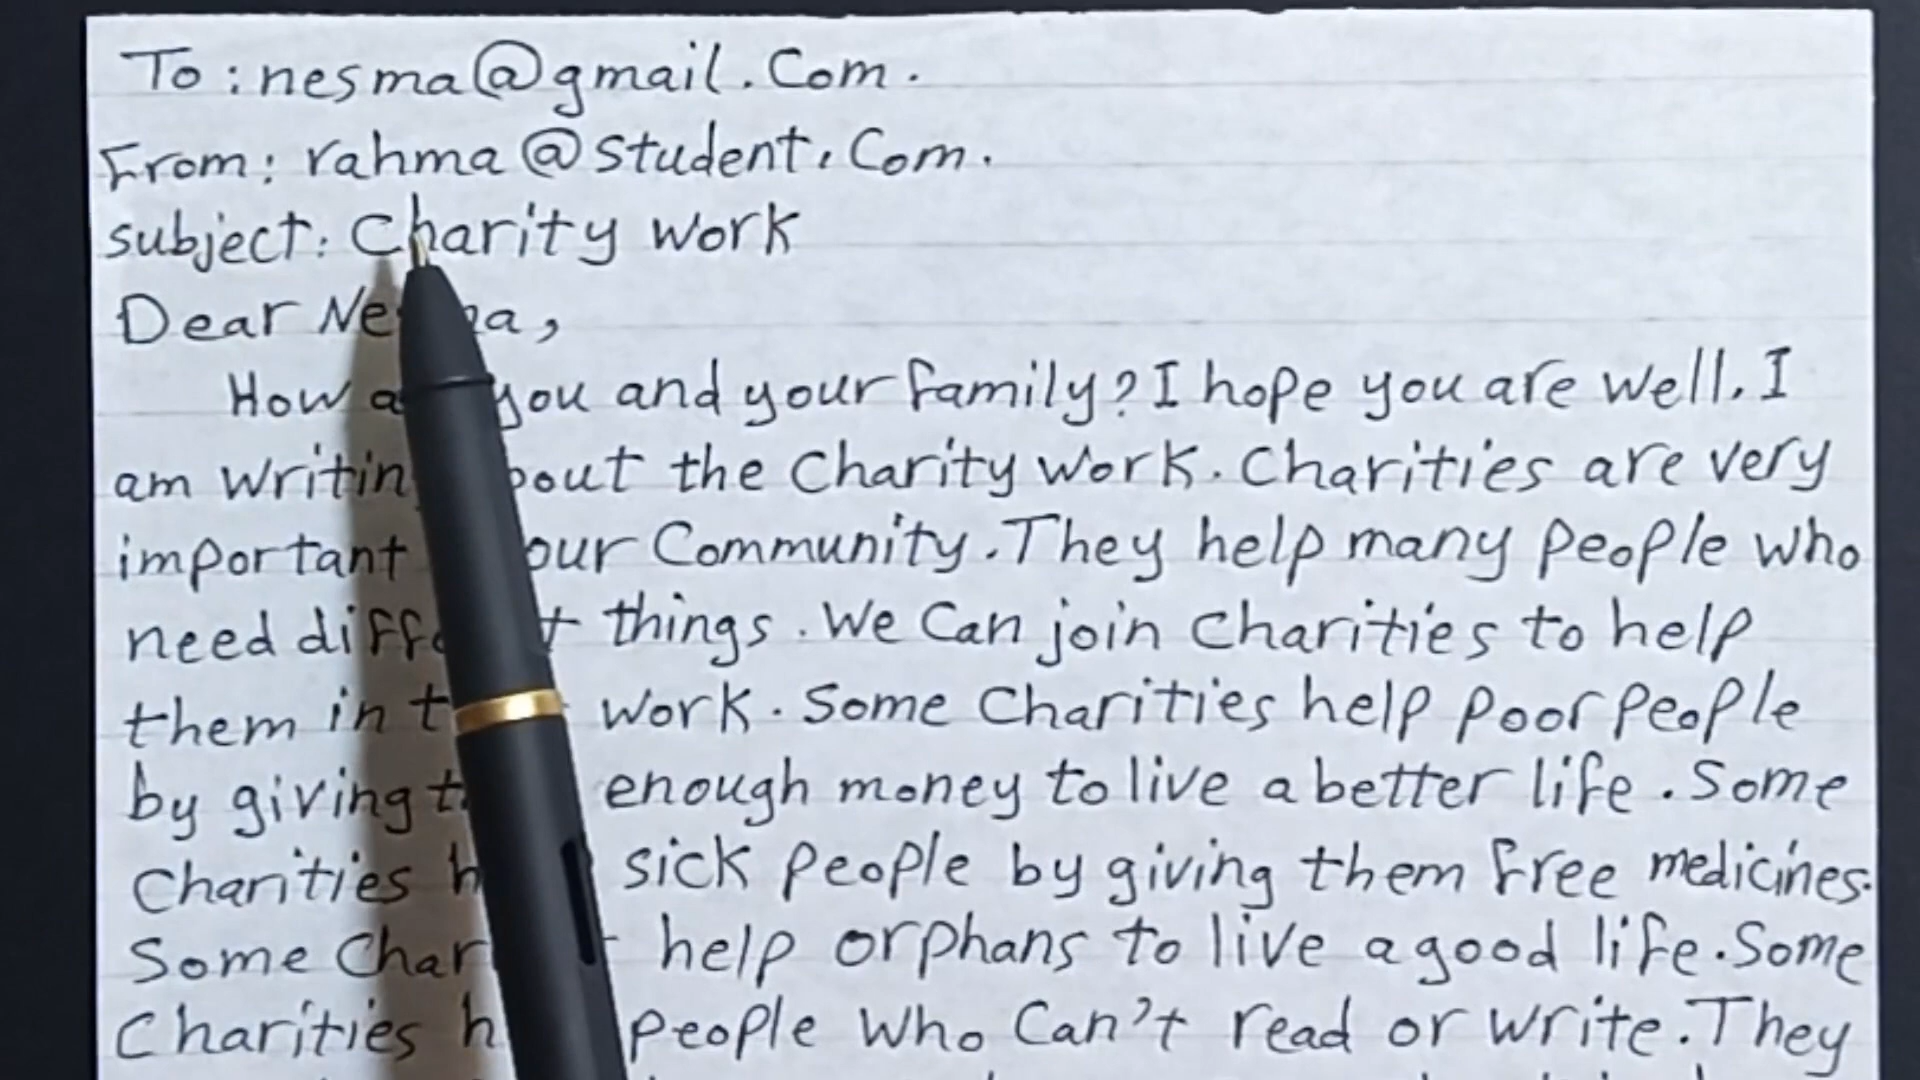 To: nesma@gmail.Com.
From: rahma@student.Com.
subject: Charity work
Dear
How you and your family? I hope you are well. I
am the Charity work. Charities are very
important our Community. They help many people who
need things. We Can join Charities to help
them in work. Some Charities help poor people
by giving enough money to live a better life. Some
Charities sick people by giving them free medicines.
Some help orphans to live a good life. Some
Charities people who Can't read or write. They